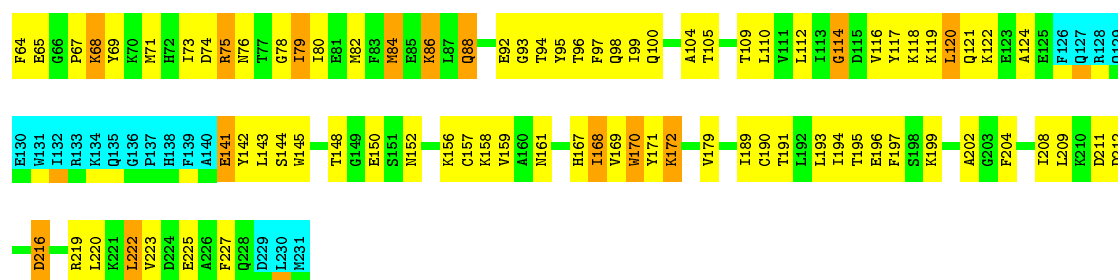 F64 E65 G66 P67 K68 Y69 K70 M71 H72 I73 D74 R75 N76 T77 G78 I79 I80 E81 M82 F83 M84 E85 K86 L87 Q88 E92 G93 T94 Y95 T96 F97 Q98 I99 Q100 A104 T105 T109 L110 V111 L112 I113 G114 D115 V116 Y117 K118 K119 L120 Q121 K122 E123 A124 E125 F126 Q127 R128 Q129
E130 W131 I132 R133 K134 Q135 G136 P137 H138 F139 A140 E141 Y142 L143 S144 W145 T148 G149 E150 S151 N152 K156 C157 K158 V159 A160 N161 H167 I168 V169 W170 Y171 K172 V179 I189 C190 T191 L192 L193 I194 T195 E196 F197 S198 K199 A202 G203 F204 I208 L209 K210 D211 D212
D216 R219 L220 K221 L222 V223 D224 E225 A226 F227 Q228 D229 L230 M231